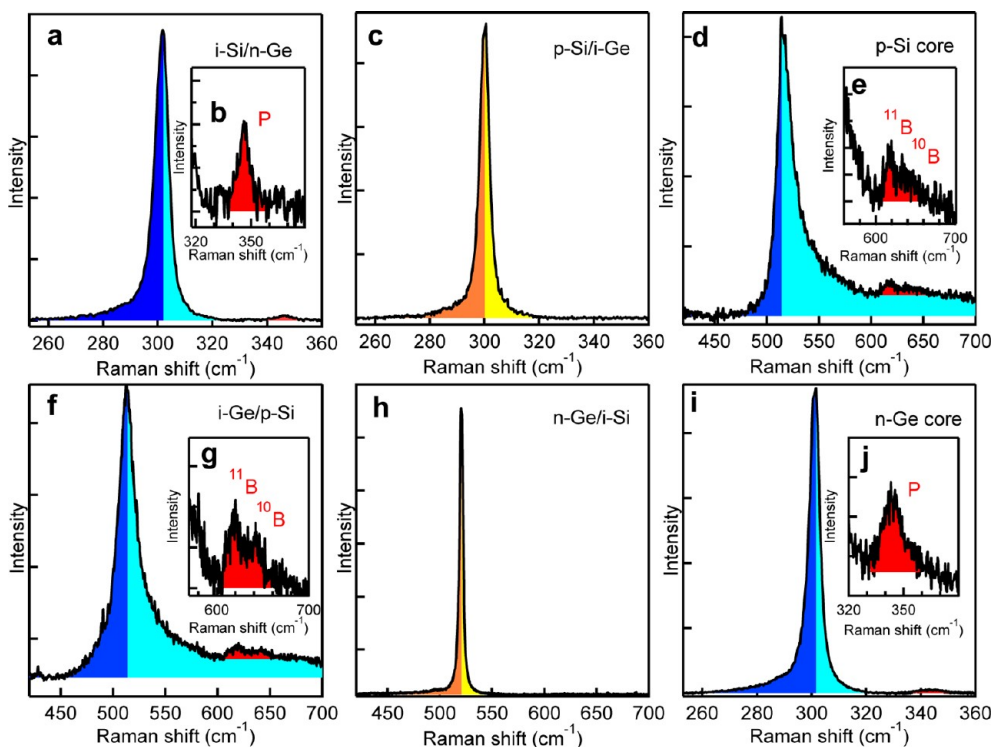 a
i-Si/n-Ge
b
P
Intensity
320
350
Raman shift (cm-1)
Intensity
260
280
300
320
340
360
Raman shift (cm-1)
c
p-Si/i-Ge
Intensity
260
280
300
320
340
360
Raman shift (cm-1)
d
p-Si core
e
11B
10B
Intensity
600
700
Raman shift (cm-1)
Intensity
450
500
550
600
650
700
Raman shift (cm-1)
f
i-Ge/p-Si
g
11B
10B
Intensity
600
700
Raman shift (cm-1)
Intensity
450
500
550
600
650
700
Raman shift (cm-1)
h
n-Ge/i-Si
Intensity
450
500
550
600
650
700
Raman shift (cm-1)
i
n-Ge core
j
P
Intensity
320
350
Raman shift (cm-1)
Intensity
260
280
300
320
340
360
Raman shift (cm-1)